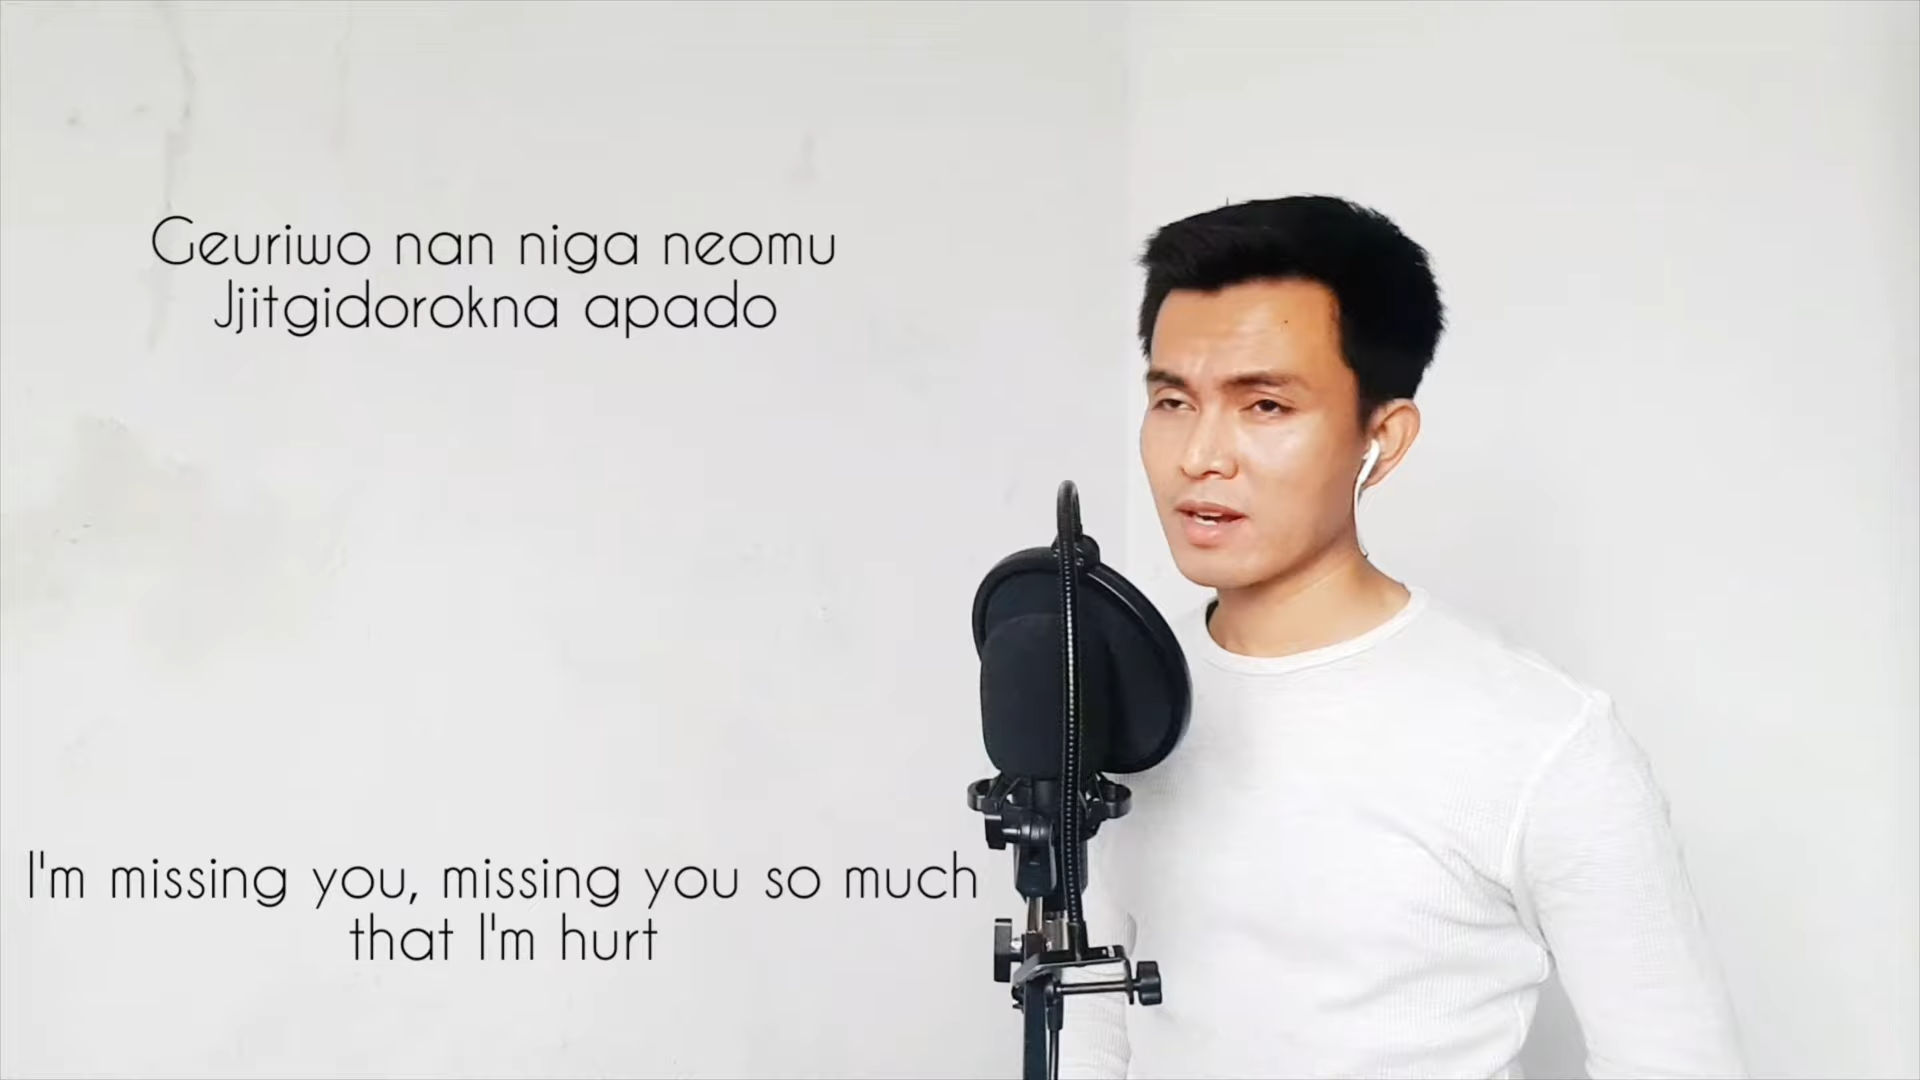 Geuriwo nan niga neomu
Jjitgidorokna apado
I'm missing you, missing you so much
that I'm hurt